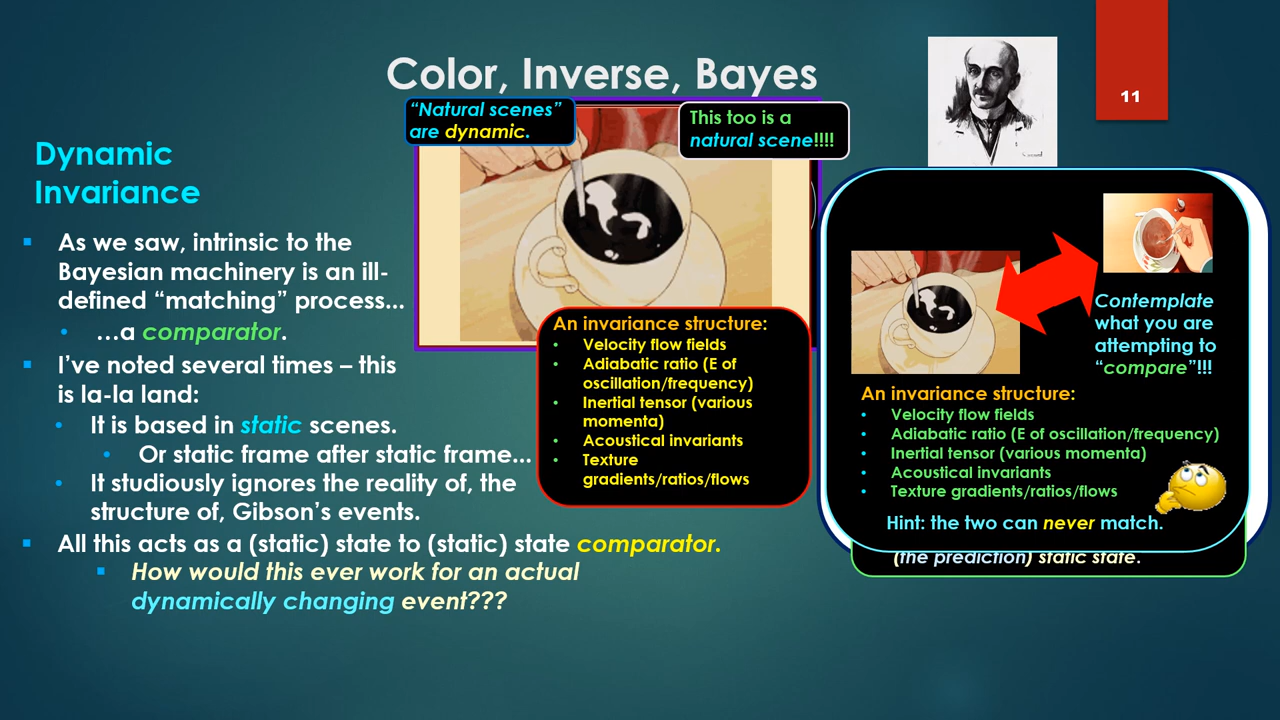 Color, Inverse, Bayes
11
"Natural scenes"
are dynamic.
This too is a
natural scene!!!!
Dynamic
Invariance
As we saw, intrinsic to the
Bayesian machinery is an ill-
defined “matching” process...
…a comparator.
I’ve noted several times – this
is la-la land:
It is based in static scenes.
Or static frame after static frame...
It studiously ignores the reality of, the
structure of, Gibson’s events.
All this acts as a (static) state to (static) state comparator.
How would this ever work for an actual
dynamically changing event???
An invariance structure:
Velocity flow fields
Adiabatic ratio (E of
oscillation/frequency)
Inertial tensor (various
momenta)
Acoustical invariants
Texture
gradients/ratios/flows
Contemplate
what you are
attempting to
“compare”!!!
An invariance structure:
Velocity flow fields
Adiabatic ratio (E of oscillation/frequency)
Inertial tensor (various momenta)
Acoustical invariants
Texture gradients/ratios/flows
Hint: the two can never match.
(the prediction) static state.